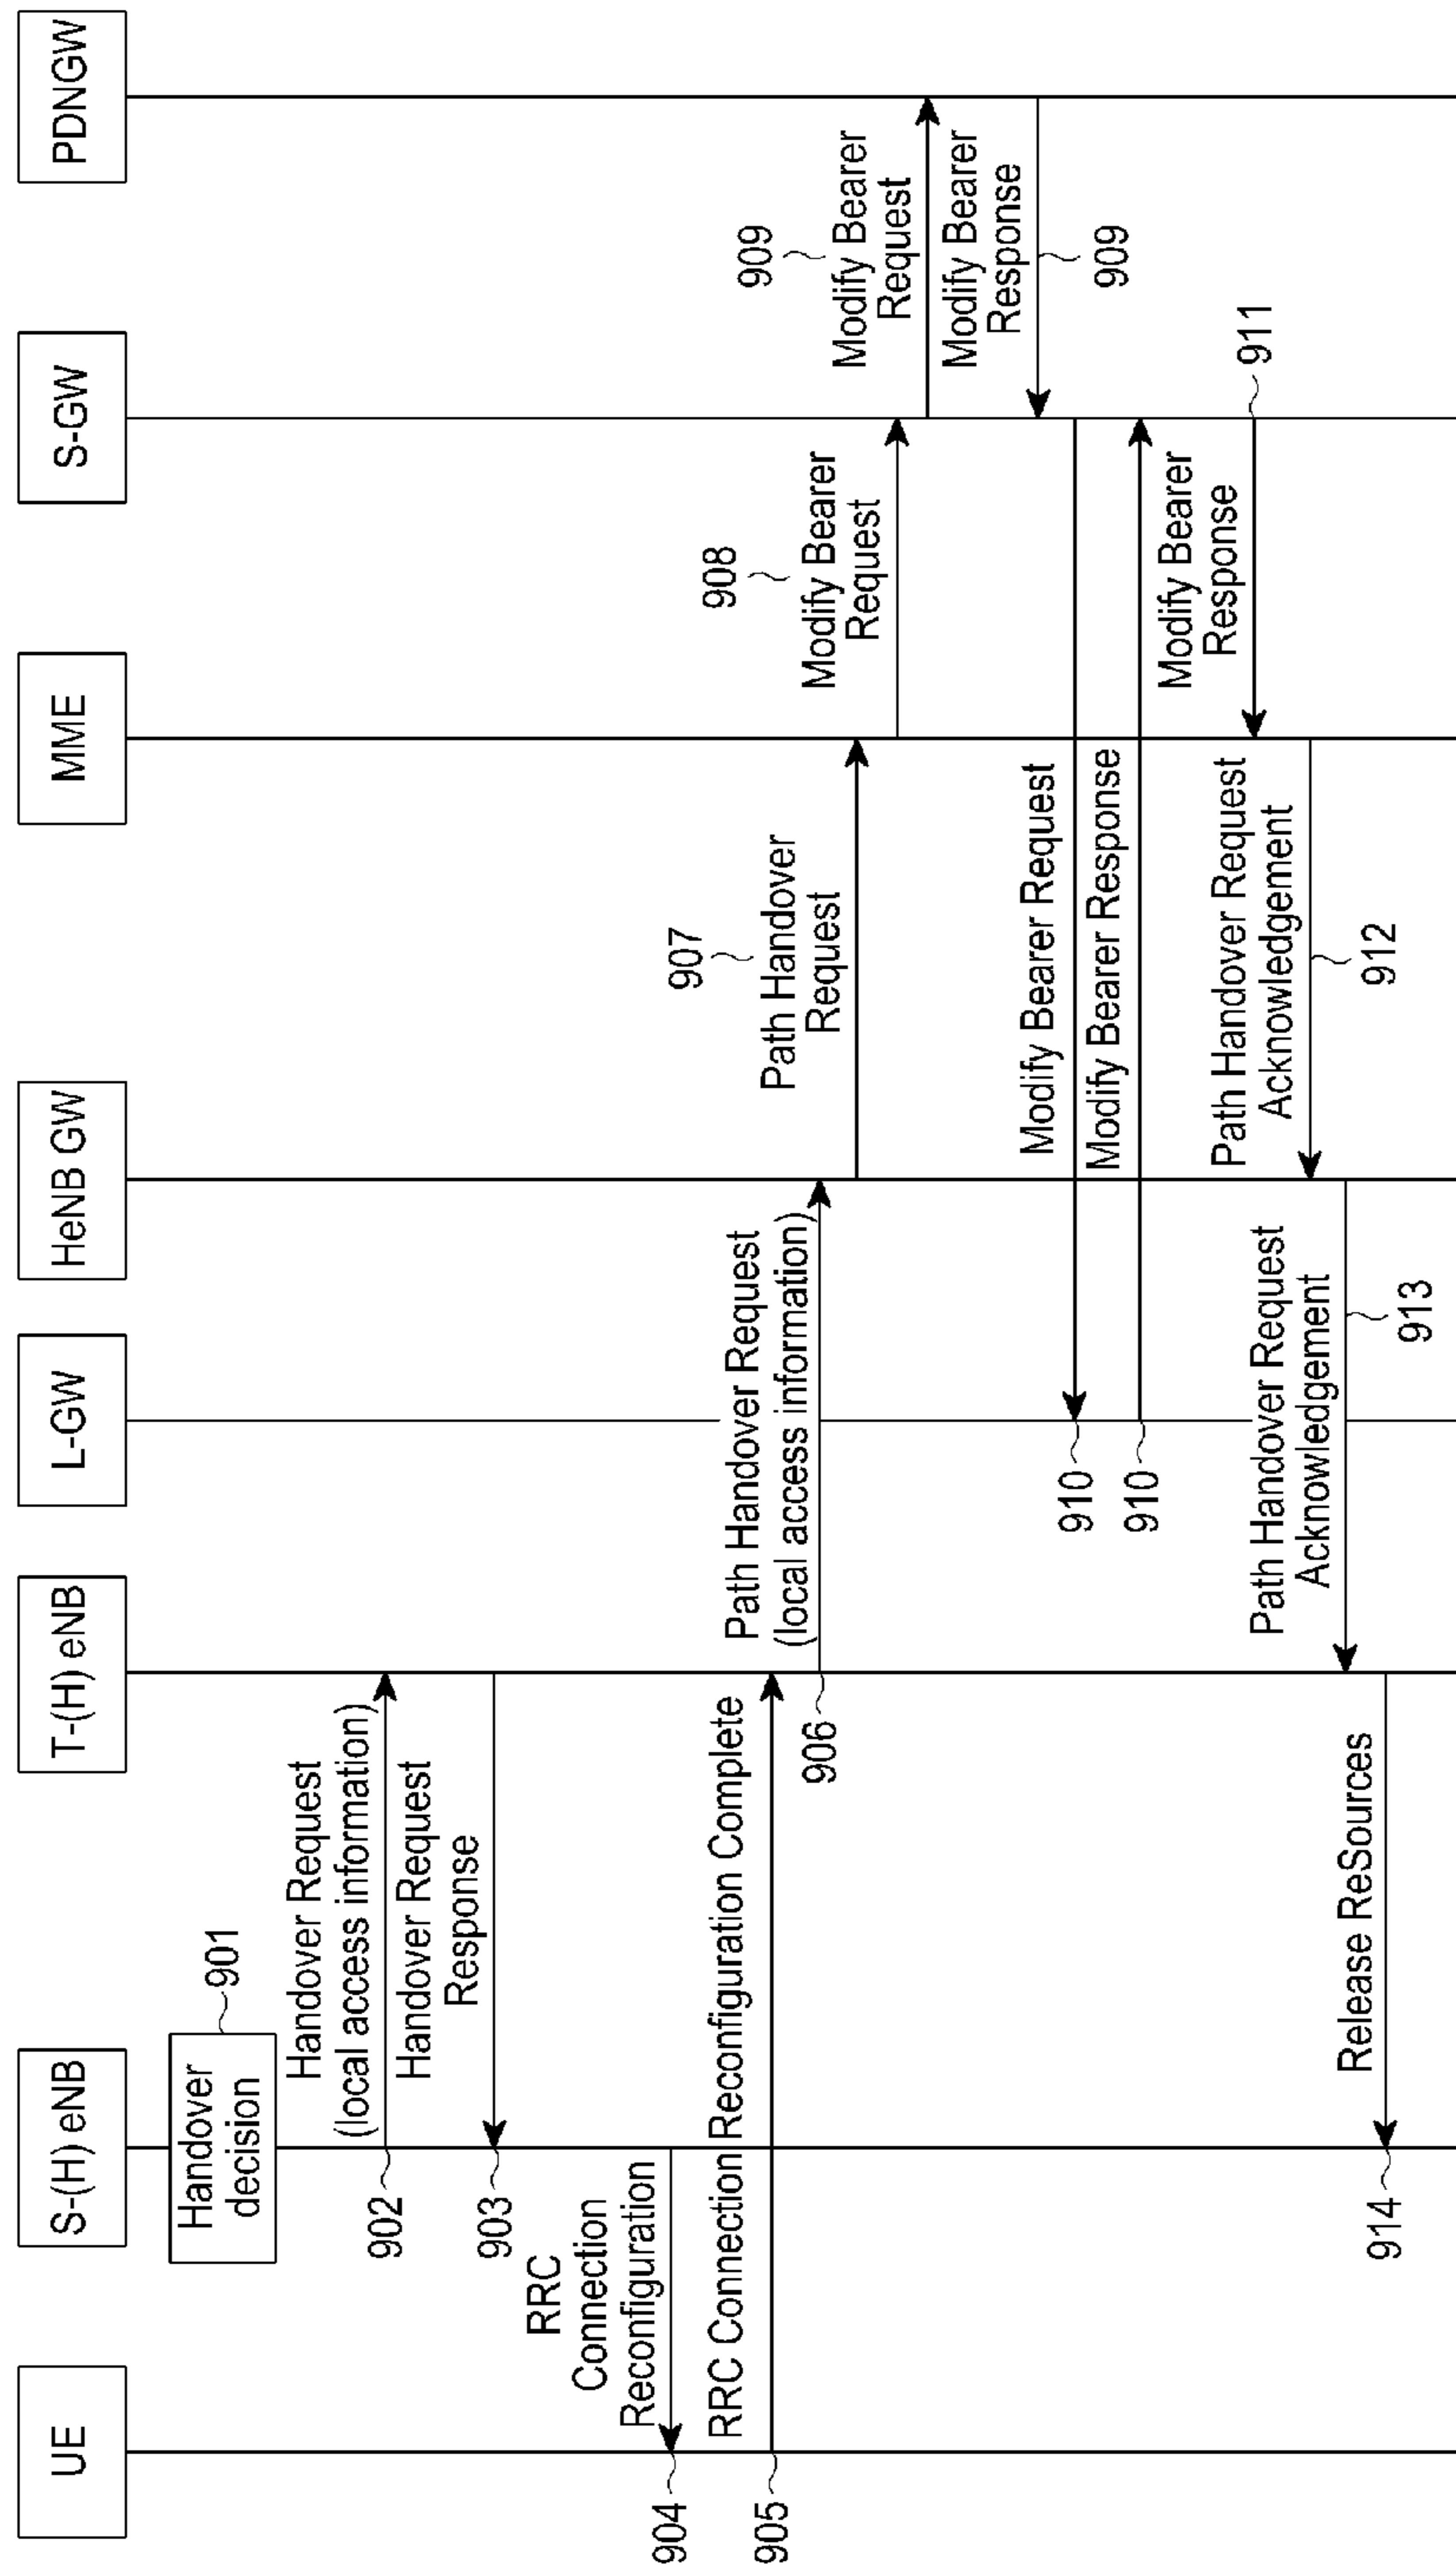 UE
S-(H) eNB
T-(H) eNB
L-GW
HeNB GW
MME
S-GW
PDNGW
Handover
decision
901
Handover Request
(local access information)
902
Handover Request
Response
903
RRC
Connection
Reconfiguration
904
RRC Connection Reconfiguration Complete
905
Path Handover Request
(local access information)
906
907
Path Handover
Request
908
Modify Bearer
Request
909
Modify Bearer
Request
Modify Bearer
Response
909
Modify Bearer Request
910
Modify Bearer Response
910
Modify Bearer
Response
911
Path Handover Request
Acknowledgement
912
Path Handover Request
Acknowledgement
913
Release ReSources
914